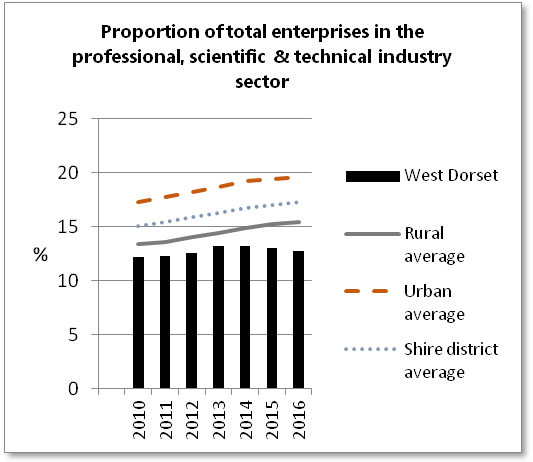 Proportion of total enterprises in the
professional, scientific & technical industry
sector
25
20
15
10
5
0
%
2010
2011
2012
2013
2014
2015
2016
West Dorset
Rural
average
Urban
average
Shire district
average